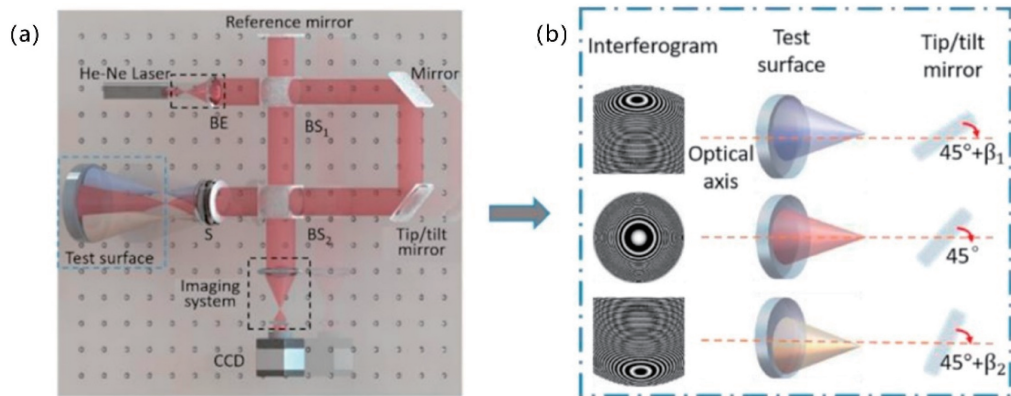 (a)
Reference mirror
He-Ne Laser
Mirror
BE
BS1
S
BS2
Test surface
Tip/tilt
mirror
Imaging
system
CCD
(b)
Interferogram
Test
surface
Tip/tilt
mirror
Optical
axis
45°+β1
45°
45°+β2